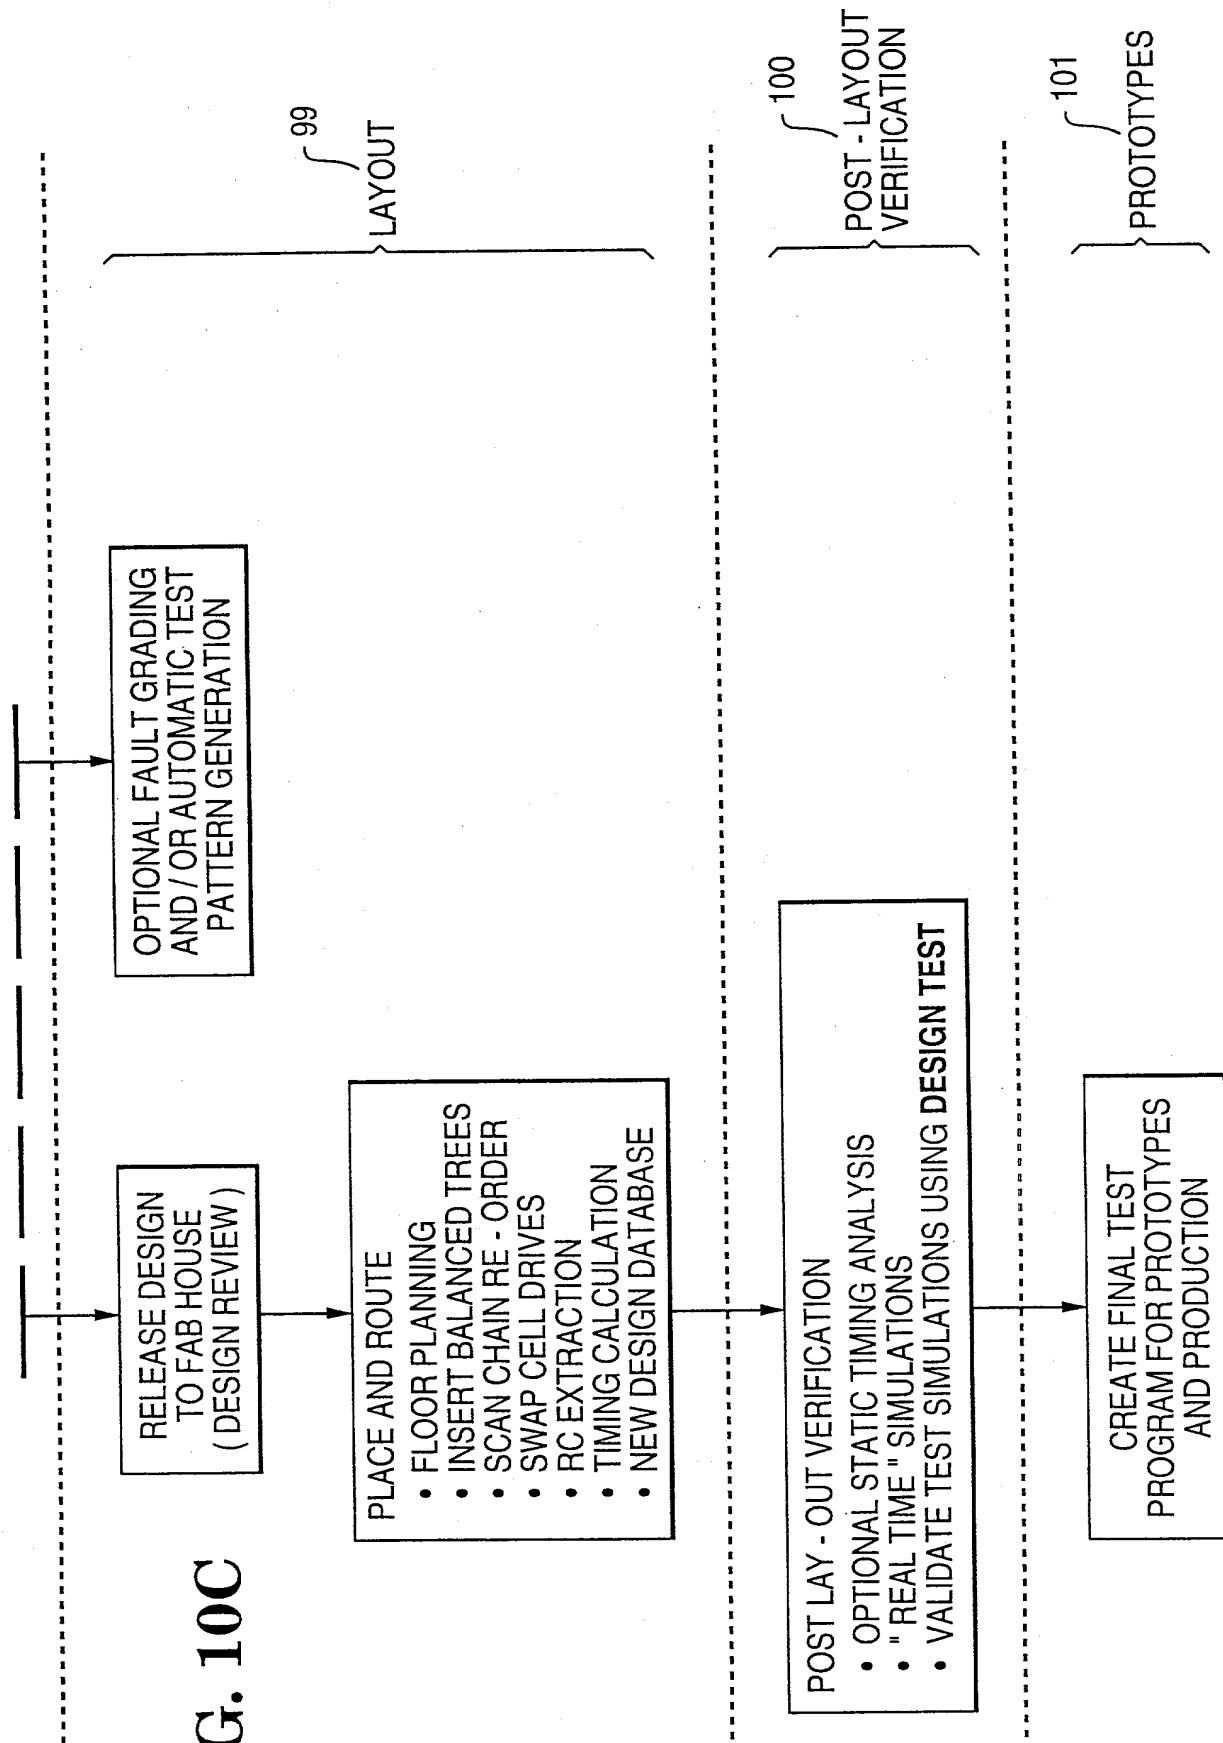 G. 10C
RELEASE DESIGN
TO FAB HOUSE
( DESIGN REVIEW )
OPTIONAL FAULT GRADING
AND / OR AUTOMATIC TEST
PATTERN GENERATION
PLACE AND ROUTE
• FLOOR PLANNING
• INSERT BALANCED TREES
• SCAN CHAIN RE - ORDER
• SWAP CELL DRIVES
• RC EXTRACTION
• TIMING CALCULATION
• NEW DESIGN DATABASE
99
LAYOUT
POST LAY - OUT VERIFICATION
• OPTIONAL STATIC TIMING ANALYSIS
• " REAL TIME " SIMULATIONS
• VALIDATE TEST SIMULATIONS USING DESIGN TEST
100
POST - LAYOUT
VERIFICATION
CREATE FINAL TEST
PROGRAM FOR PROTOTYPES
AND PRODUCTION
101
PROTOTYPES